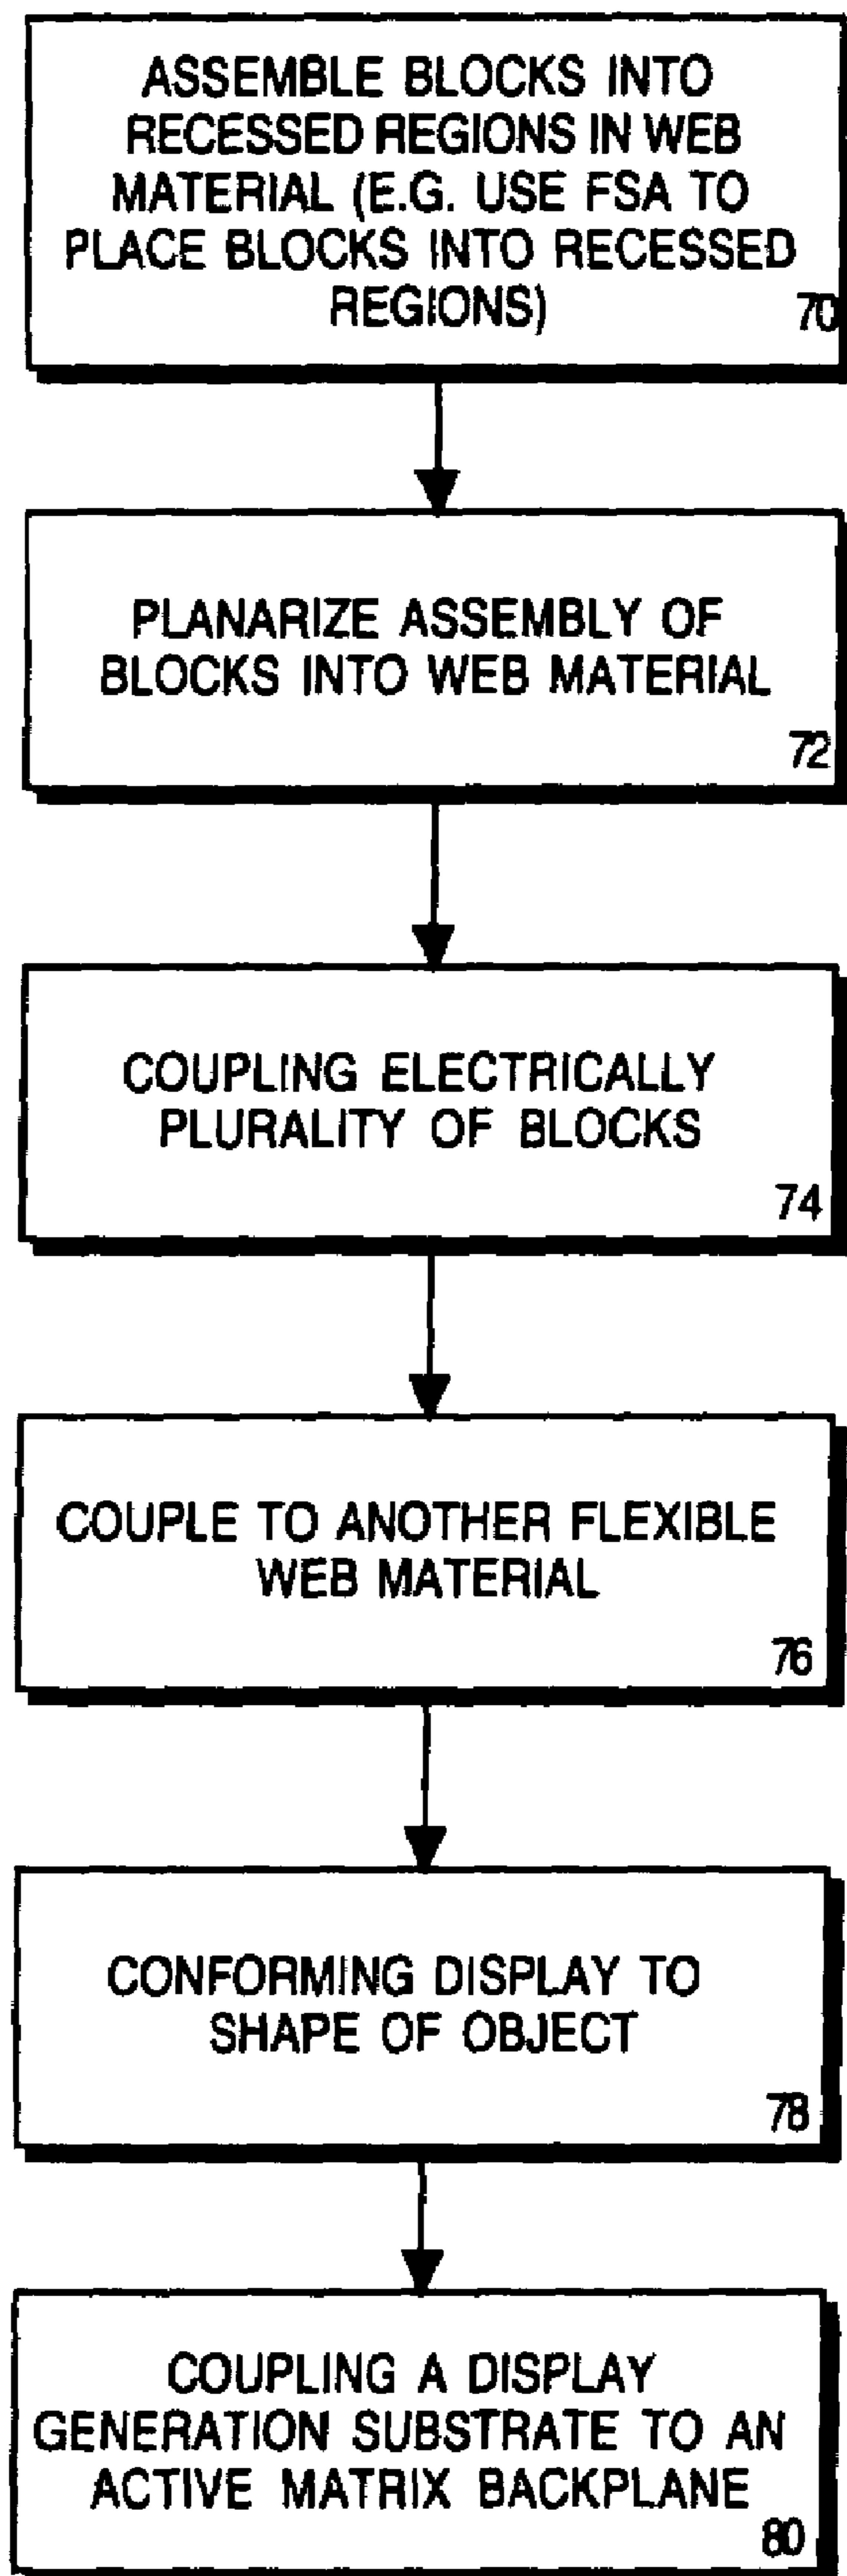 ASSEMBLE BLOCKS INTO
RECESSED REGIONS IN WEB
MATERIAL (E.G. USE FSA TO
PLACE BLOCKS INTO RECESSED
REGIONS)
70
PLANARIZE ASSEMBLY OF
BLOCKS INTO WEB MATERIAL
72
COUPLING ELECTRICALLY
PLURALITY OF BLOCKS
74
COUPLE TO ANOTHER FLEXIBLE
WEB MATERIAL
76
CONFORMING DISPLAY TO
SHAPE OF OBJECT
78
COUPLING A DISPLAY
GENERATION SUBSTRATE TO AN
ACTIVE MATRIX BACKPLANE
80